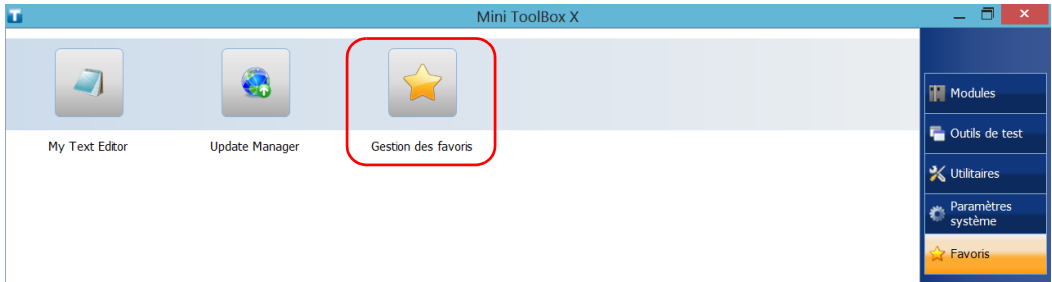 Mini ToolBox X
My Text Editor
Update Manager
Gestion des favoris
Modules
Outils de test
Utilitaires
Paramètres
système
Favoris